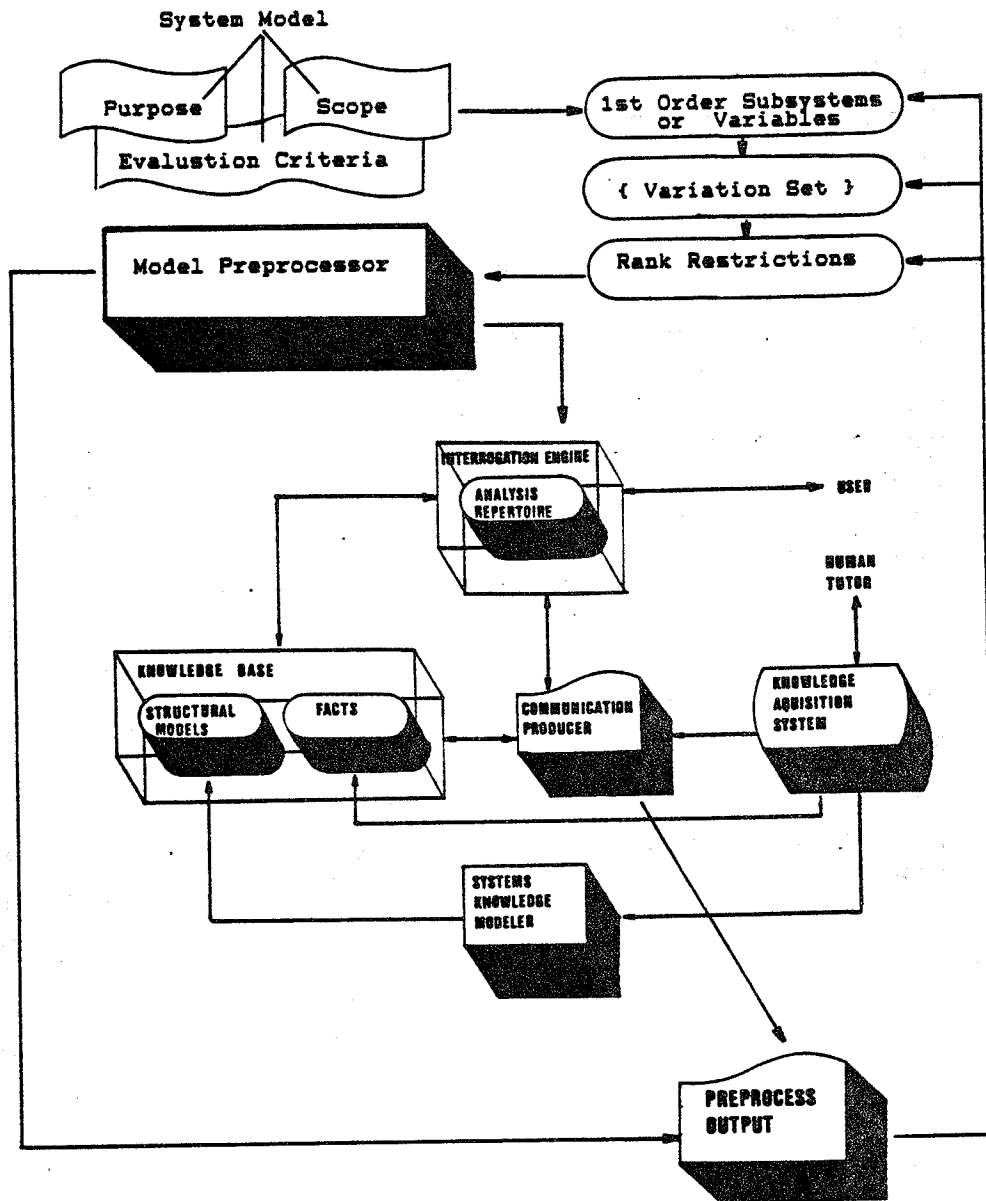 System Model
Purpose
Scope
Evalustion Criteria
1st Order Subsystems
or Variables
{ Variation Set }
Rank Restrictions
Model Preprocessor
INTERROGATION ENGINE
ANALYSIS
REPERTOIRE
USER
HUMAN
TUTOR
KNOWLEDGE BASE
STRUCTURAL
MODELS
FACTS
COMMUNICATION
PRODUCER
KNOWLEDGE
AQUISITION
SYSTEM
SYSTEMS
KNOWLEDGE
MODELER
PREPROCESS
OUTPUT